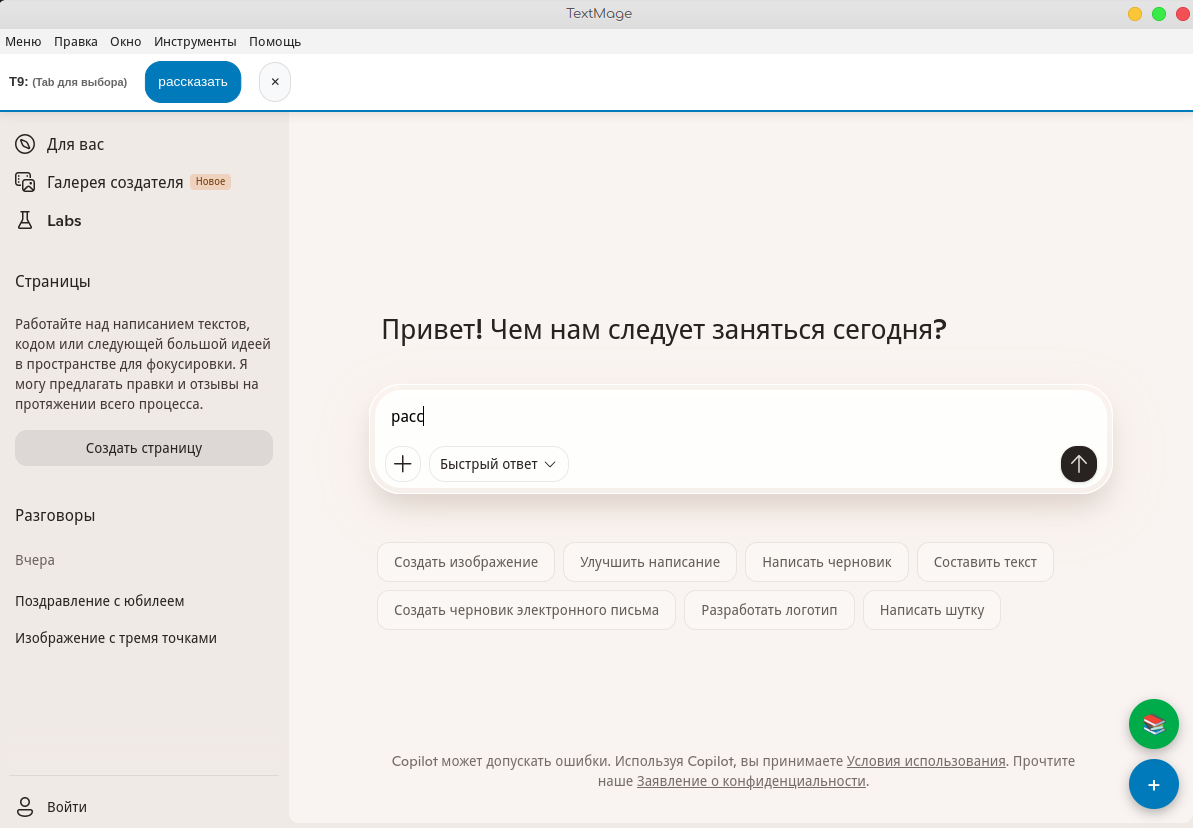 TextMage
Меню Правка Окно Инструменты Помощь
T9: (Tab для выбора) рассказать ×
Для вас
Галерея создателя Новое
Labs
Страницы
Работайте над написанием текстов,
кодом или следующей большой идеей
в пространстве для фокусировки. Я
могу предлагать правки и отзывы на
протяжении всего процесса.
Создать страницу
Разговоры
Вчера
Поздравление с юбилеем
Изображение с тремя точками
Войти
Привет! Чем нам следует заняться сегодня?
расс
Быстрый ответ
Создать изображение Улучшить написание Написать черновик Составить текст
Создать черновик электронного письма Разработать логотип Написать шутку
Copilot может допускать ошибки. Используя Copilot, вы принимаете Условия использования. Прочтите
наше Заявление о конфиденциальности.
+